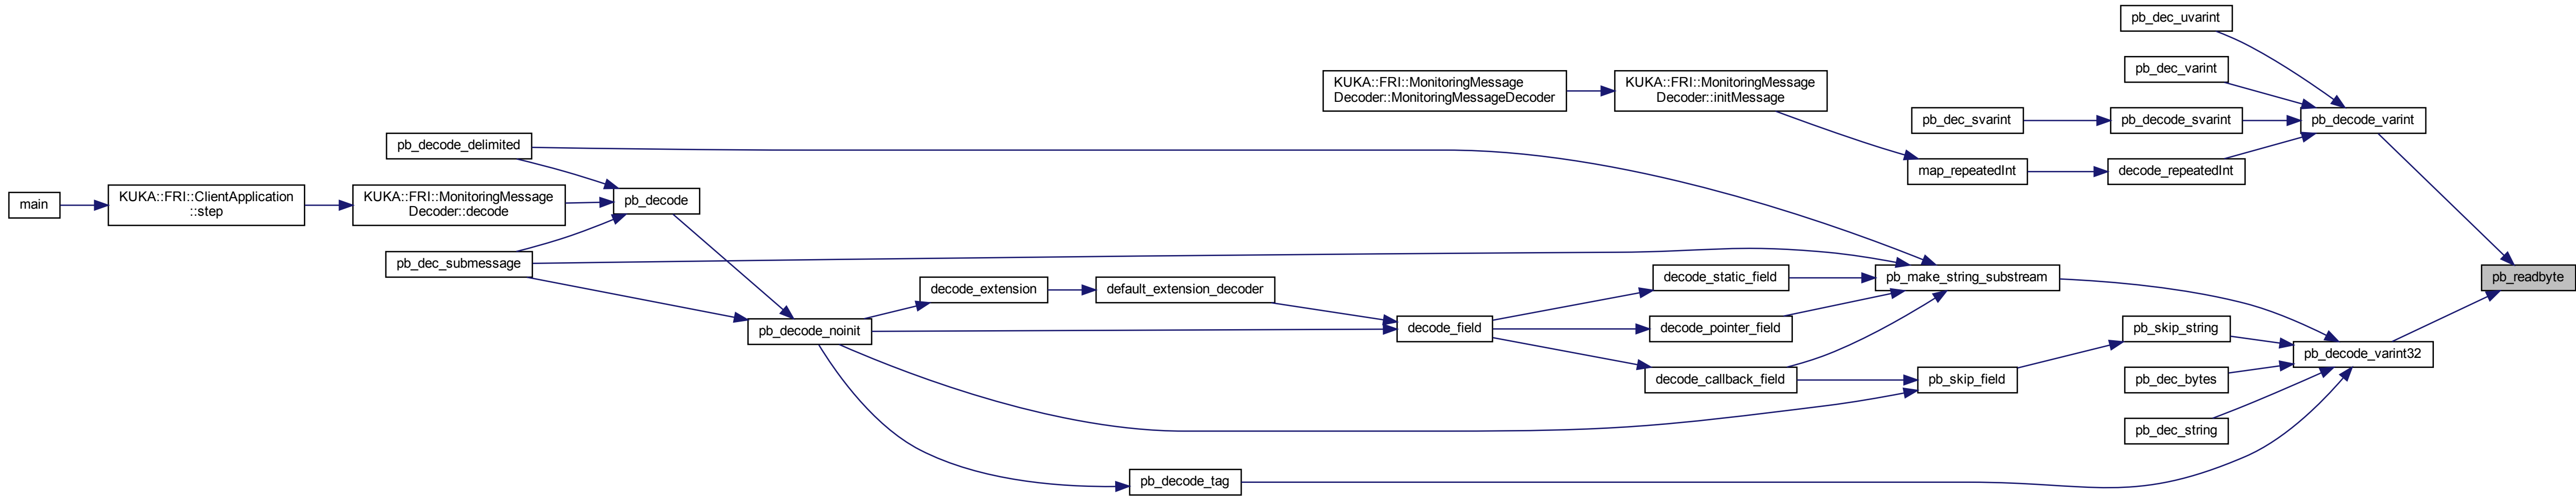 pb_dec_uvarint
pb_dec_varint
KUKA::FRI::MonitoringMessage
Decoder::MonitoringMessageDecoder
KUKA::FRI::MonitoringMessage
Decoder::initMessage
pb_dec_svarint
pb_decode_svarint
pb_decode_varint
pb_decode_delimited
map_repeatedInt
decode_repeatedInt
main
KUKA::FRI::ClientApplication
::step
KUKA::FRI::MonitoringMessage
Decoder::decode
pb_decode
pb_dec_submessage
decode_extension
default_extension_decoder
decode_static_field
pb_make_string_substream
pb_readbyte
pb_decode_noinit
decode_field
decode_pointer_field
pb_skip_string
pb_decode_varint32
decode_callback_field
pb_skip_field
pb_dec_bytes
pb_dec_string
pb_decode_tag